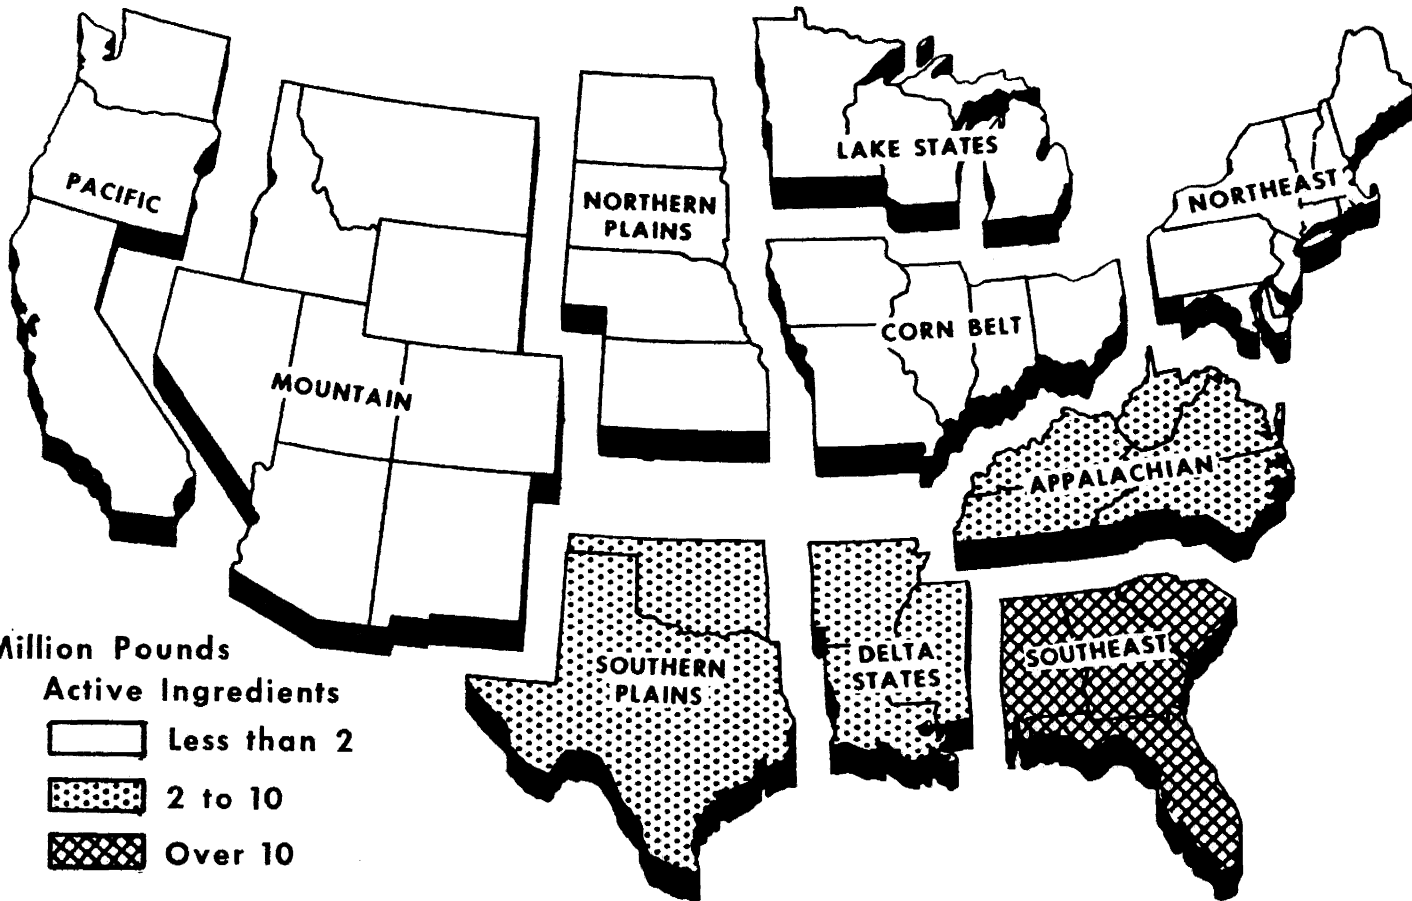 PACIFIC
MOUNTAIN
NORTHERN
PLAINS
LAKE STATES
CORN BELT
NORTHEAST
APPALACHIAN
SOUTHERN
PLAINS
DELTA
STATES
SOUTHEAST
Million Pounds
Active Ingredients
Less than 2
2 to 10
Over 10